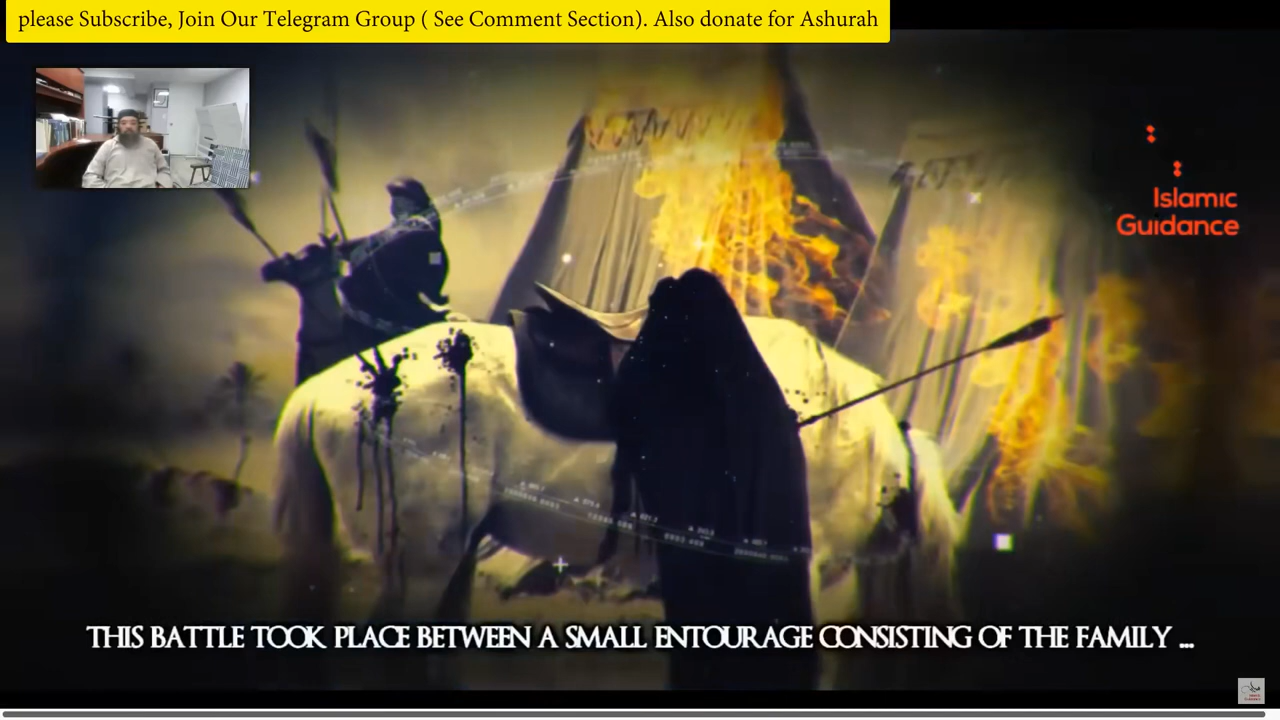 please Subscribe, Join Our Telegram Group ( See Comment Section). Also donate for Ashurah
Islamic
Guidance
THIS BATTLE TOOK PLACE BETWEEN A SMALL ENTOURAGE CONSISTING OF THE FAMILY ...